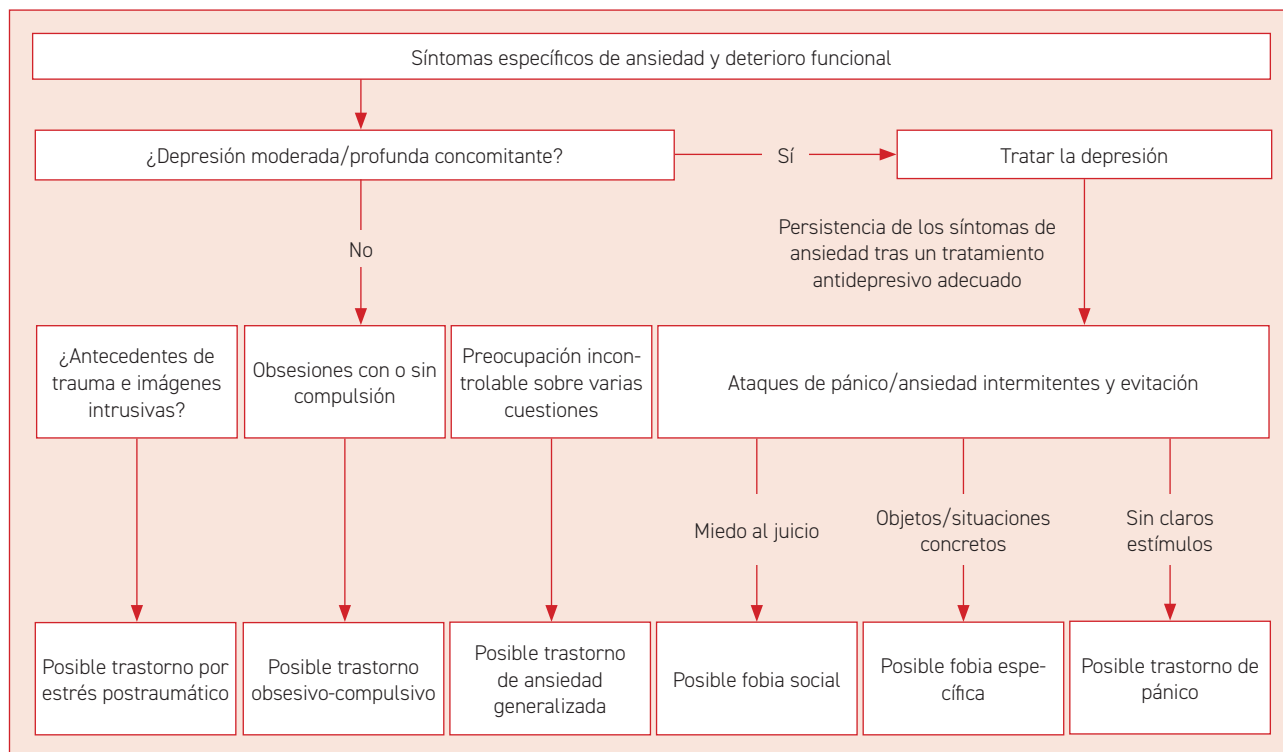 Síntomas específicos de ansiedad y deterioro funcional
¿Depresión moderada/profunda concomitante?
Sí
Tratar la depresión
No
Persistencia de los síntomas de
ansiedad tras un tratamiento
antidepresivo adecuado
¿Antecedentes de
trauma e imágenes
intrusivas?
Obsesiones con o sin
compulsión
Preocupación incon-
trolable sobre varias
cuestiones
Ataques de pánico/ansiedad intermitentes y evitación
Miedo al juicio
Objetos/situaciones
concretos
Sin claros
estímulos
Posible trastorno por
estrés postraumático
Posible trastorno
obsesivo-compulsivo
Posible trastorno
de ansiedad
generalizada
Posible fobia social
Posible fobia espe-
cífica
Posible trastorno de
pánico